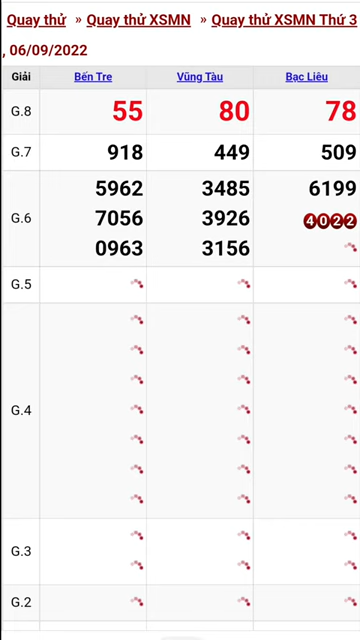 Quay thử » Quay thử XSMN » Quay thử XSMN Thứ 3
, 06/09/2022
Giải Bến Tre Vũng Tàu Bạc Liêu
G.8 55 80 78
G.7 918 449 509
5962 3485 6199
G.6 7056 3926 4022
0963 3156
G.5
G.4
G.3
G.2